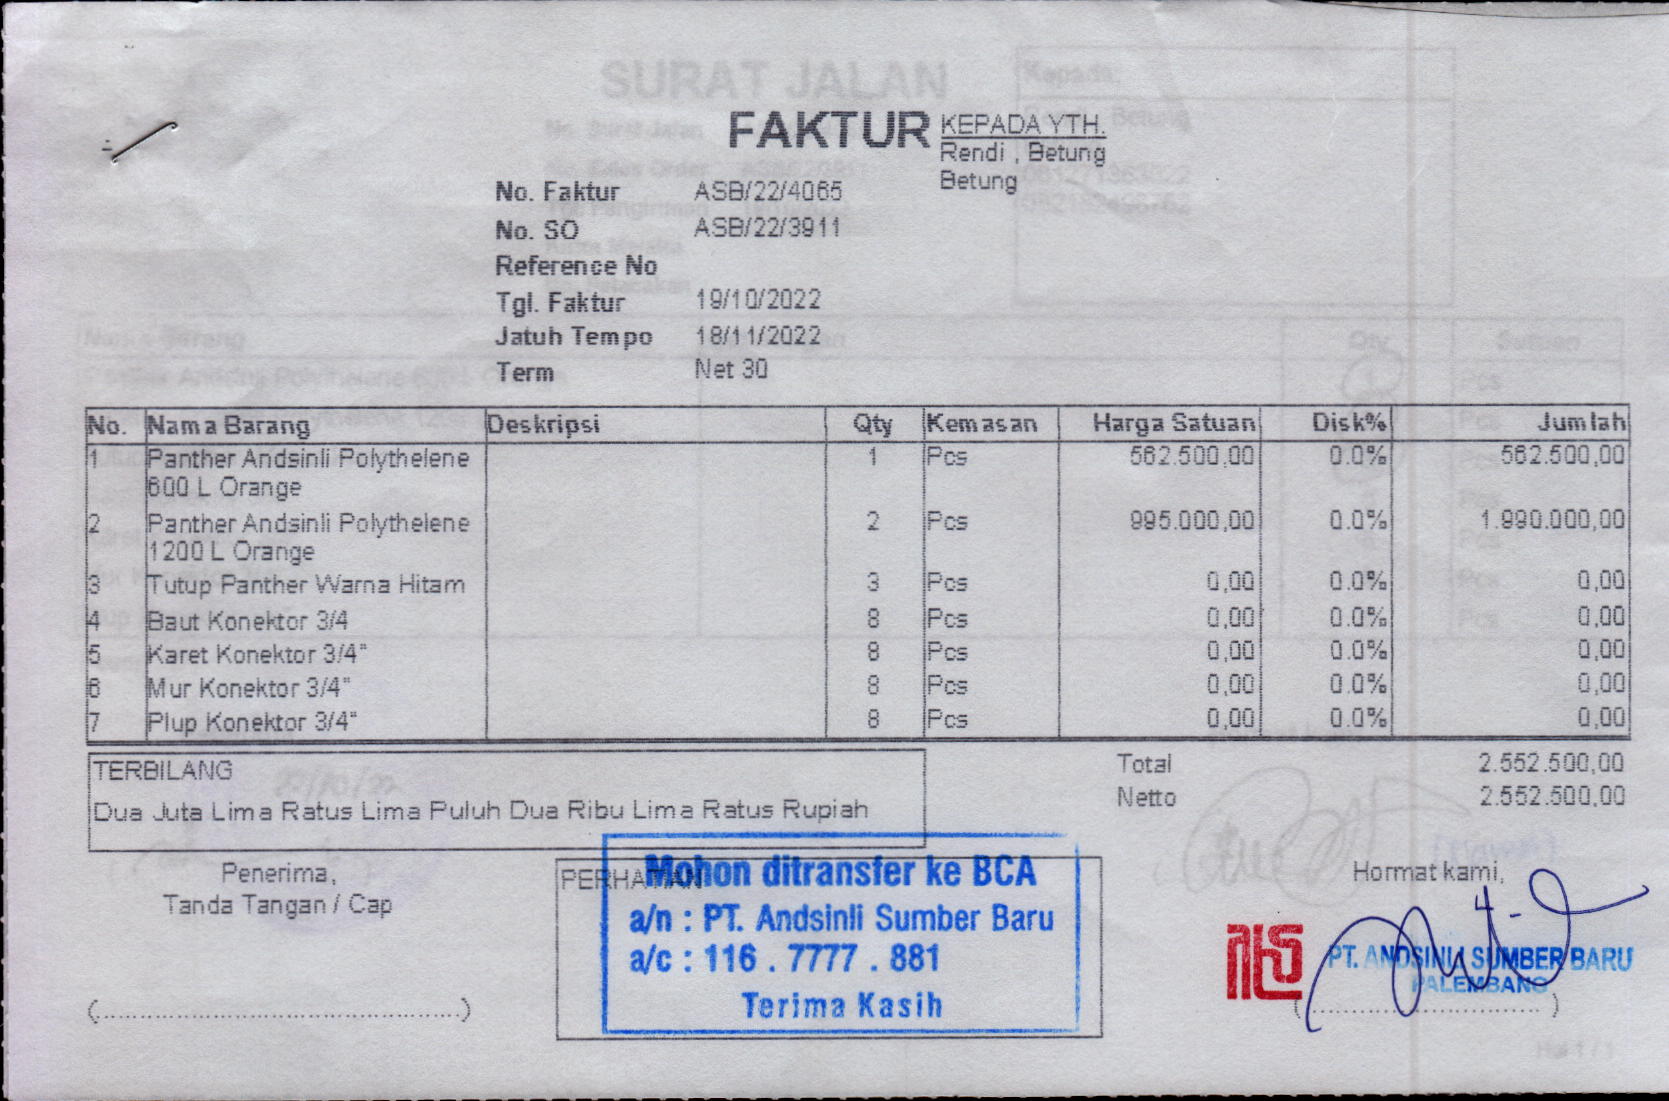 SURAT JALAN
Kepada:
FAKTUR
KEPADA YTH.
Rendi , Betung
Betung
No. Faktur ASB/22/4065
No. SO ASB/22/3911
Reference No
Tgl. Faktur 19/10/2022
Jatuh Tempo 18/11/2022
Term Net 30
No. Nama Barang Deskripsi Qty Kemasan Harga Satuan Disk% Jumlah
1 Panther Andsinli Polythelene 1 Pcs 562.500,00 0.0% 562.500,00
600 L Orange
2 Panther Andsinli Polythelene 2 Pcs 995.000,00 0.0% 1.990.000,00
1200 L Orange
3 Tutup Panther Warna Hitam 3 Pcs 0,00 0.0% 0,00
4 Baut Konektor 3/4 8 Pcs 0,00 0.0% 0,00
5 Karet Konektor 3/4" 8 Pcs 0,00 0.0% 0,00
6 Mur Konektor 3/4" 8 Pcs 0,00 0.0% 0,00
7 Plup Konektor 3/4" 8 Pcs 0,00 0.0% 0,00
TERBILANG
Dua Juta Lima Ratus Lima Puluh Dua Ribu Lima Ratus Rupiah
Total 2.552.500,00
Netto 2.552.500,00
Penerima,
Tanda Tangan / Cap
(..............................................)
PERHATIAN
Mohon ditransfer ke BCA
a/n : PT. Andsinli Sumber Baru
a/c : 116 . 7777 . 881
Terima Kasih
Hormat kami,
PT. ANDSINLI SUMBER BARU
PALEMBANG
(..............................)
Hal 1 / 1